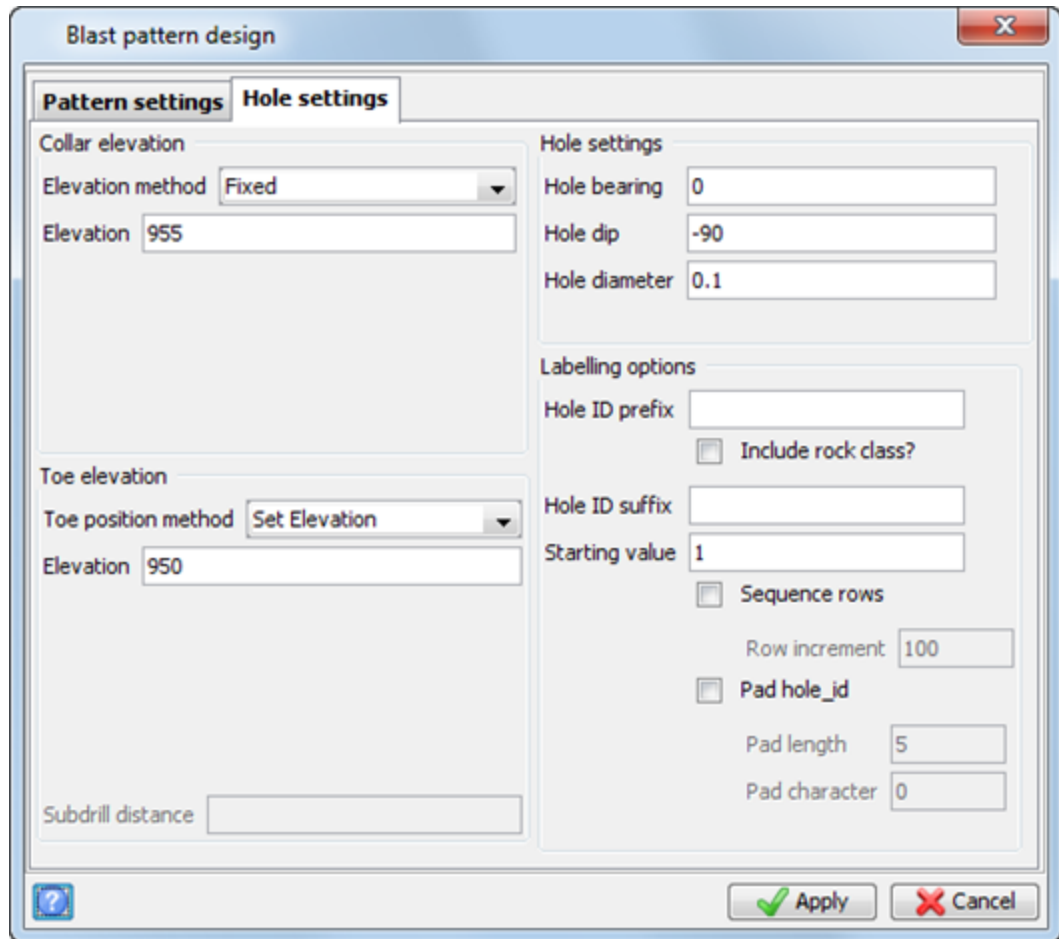 Blast pattern design
Pattern settings Hole settings
Collar elevation
Elevation method Fixed
Elevation 955
Toe elevation
Toe position method Set Elevation
Elevation 950
Subdrill distance
Hole settings
Hole bearing 0
Hole dip -90
Hole diameter 0.1
Labelling options
Hole ID prefix
Include rock class?
Hole ID suffix
Starting value 1
Sequence rows
Row increment 100
Pad hole_id
Pad length 5
Pad character 0
? Apply Cancel